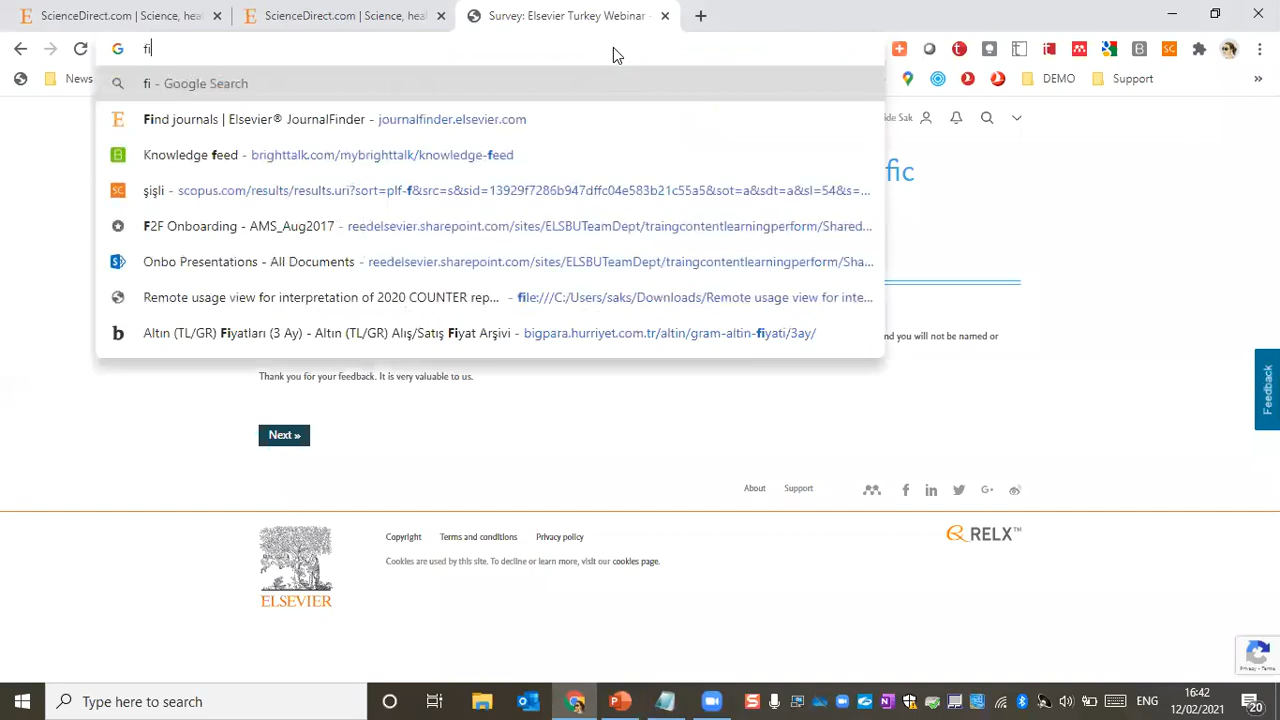 ScienceDirect.com | Science, hea
ScienceDirect.com | Science, heal
Survey: Elsevier Turkey Webinar -
fi
News
DEMO
Support
fi - Google Search
Find journals | Elsevier® JournalFinder - journalfinder.elsevier.com
Knowledge feed - brighttalk.com/mybrighttalk/knowledge-feed
şişli - scopus.com/results/results.uri?sort=plf-f&src=s&sid=13929f7286b947dffc04e583b21c55a5&sot=a&sdt=a&sl=54&s=...
F2F Onboarding - AMS_Aug2017 - reedelsevier.sharepoint.com/sites/ELSBUTeamDept/traingcontentlearningperform/Shared...
Onbo Presentations - All Documents - reedelsevier.sharepoint.com/sites/ELSBUTeamDept/traingcontentlearningperform/Sha...
Remote usage view for interpretation of 2020 COUNTER rep... - file:///C:/Users/saks/Downloads/Remote usage view for inte...
Altın (TL/GR) Fiyatları (3 Ay) - Altın (TL/GR) Alış/Satış Fiyat Arşivi - bigpara.hurriyet.com.tr/altin/gram-altin-fiyati/3ay/
ide Sak
fic
nd you will not be named or
Thank you for your feedback. It is very valuable to us.
Next »
Feedback
About Support
Copyright Terms and conditions Privacy policy
Cookies are used by this site. To decline or learn more, visit our cookies page.
ELSEVIER
RELX™
Privacy - Terms
Type here to search
ENG
16:42
12/02/2021
20